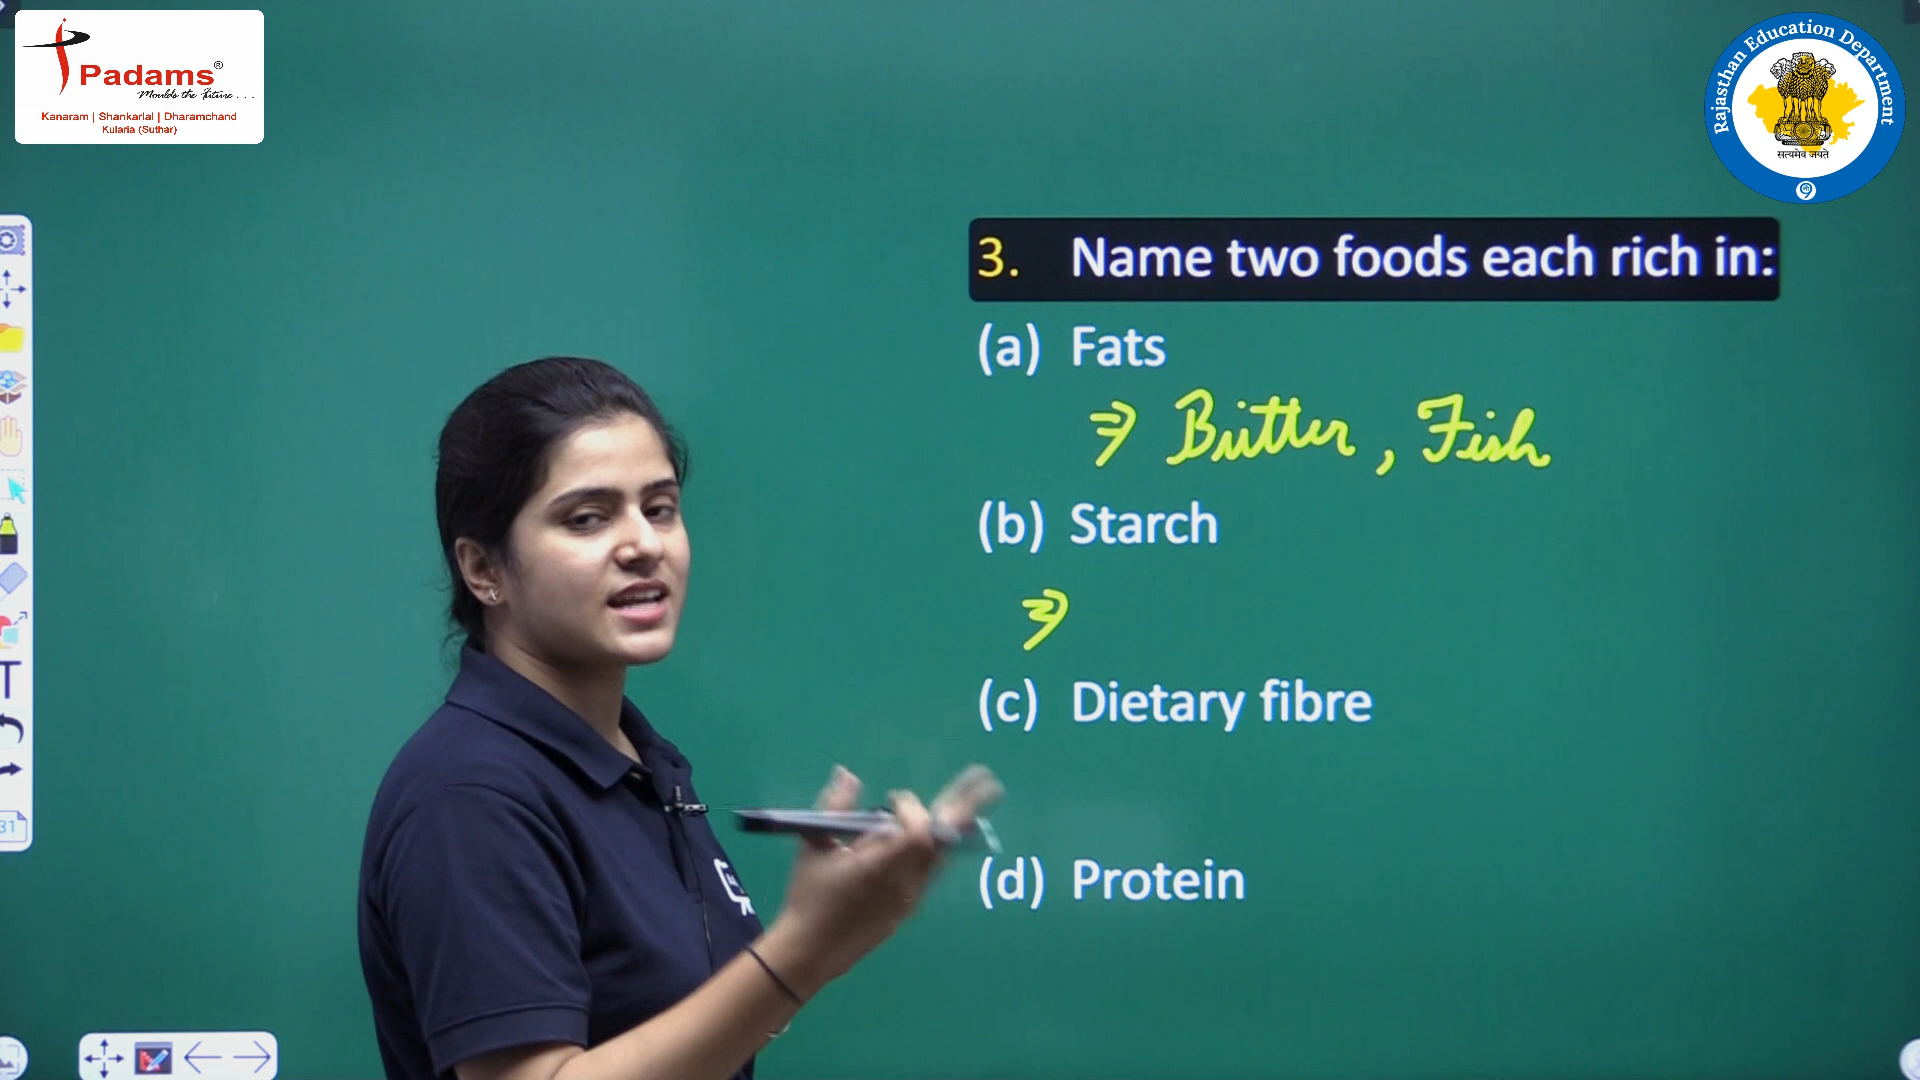 Padams®
Moulds the Future . . .
Kanaram | Shankarlal | Dharamchand
Kularia (Suthar)
Rajasthan Education Department
सत्यमेव जयते
3. Name two foods each rich in:
(a) Fats
⇒ Butter, Fish
(b) Starch
⇒
(c) Dietary fibre
(d) Protein
T
31